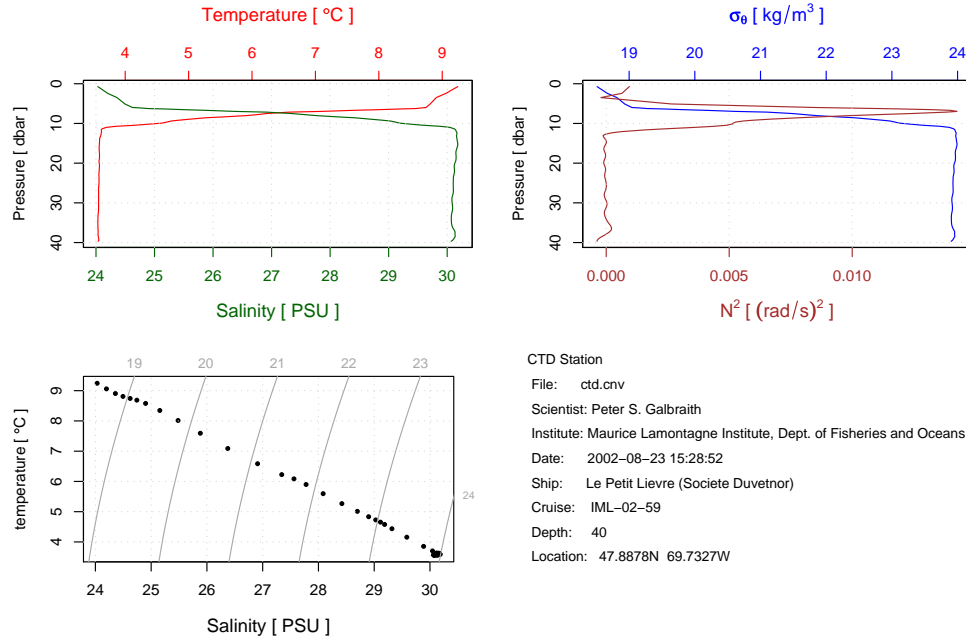 Temperature [ °C ]
4 5 6 7 8 9
Pressure [ dbar ]
0 10 20 30 40
24 25 26 27 28 29 30
Salinity [ PSU ]
σθ [ kg/m³ ]
19 20 21 22 23 24
Pressure [ dbar ]
0 10 20 30 40
0.000 0.005 0.010
N² [ (rad/s)² ]
19 20 21 22 23
24
temperature [ °C ]
9 8 7 6 5 4
24 25 26 27 28 29 30
Salinity [ PSU ]
CTD Station
File: ctd.cnv
Scientist: Peter S. Galbraith
Institute: Maurice Lamontagne Institute, Dept. of Fisheries and Oceans
Date: 2002−08−23 15:28:52
Ship: Le Petit Lievre (Societe Duvetnor)
Cruise: IML−02−59
Depth: 40
Location: 47.8878N 69.7327W